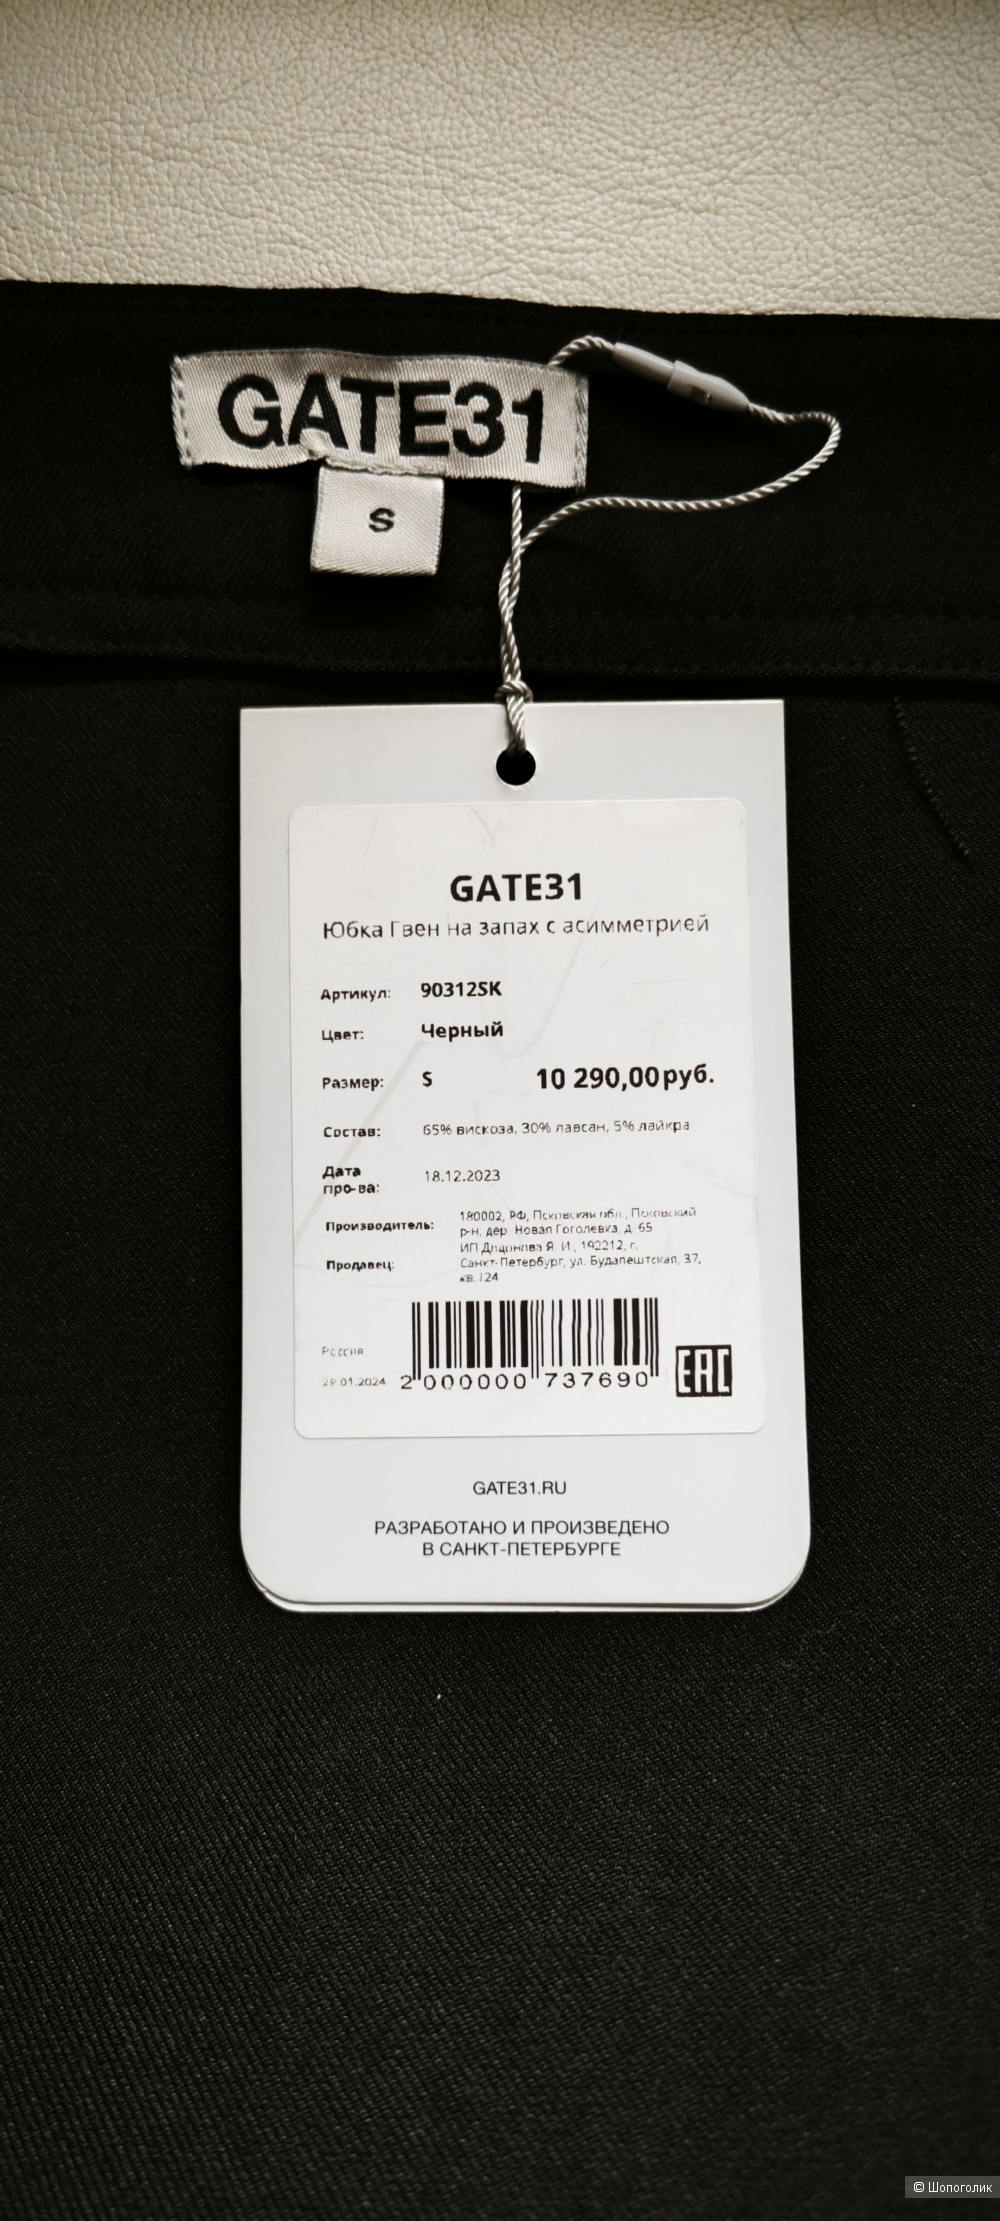 GATE31
S
GATE31
Юбка Гвен на запах с асимметрией
Артикул: 90312SK
Цвет: Черный
Размер: S 10 290,00руб.
Состав: 65% вискоза, 30% лавсан, 5% лайкра
Дата
про-ва: 18.12.2023
Производитель: 180002, РФ, Псковская обл., Псковский
р-н, дер. Новая Гоголевка, д. 65
ИП Додонова Я. И., 192212, г.
Продавец: Санкт-Петербург, ул. Будапештская, 37,
кв. 124
Россия
29.01.2024
2 000000 737690
EAC
GATE31.RU
РАЗРАБОТАНО И ПРОИЗВЕДЕНО
В САНКТ-ПЕТЕРБУРГЕ
© Шопоголик